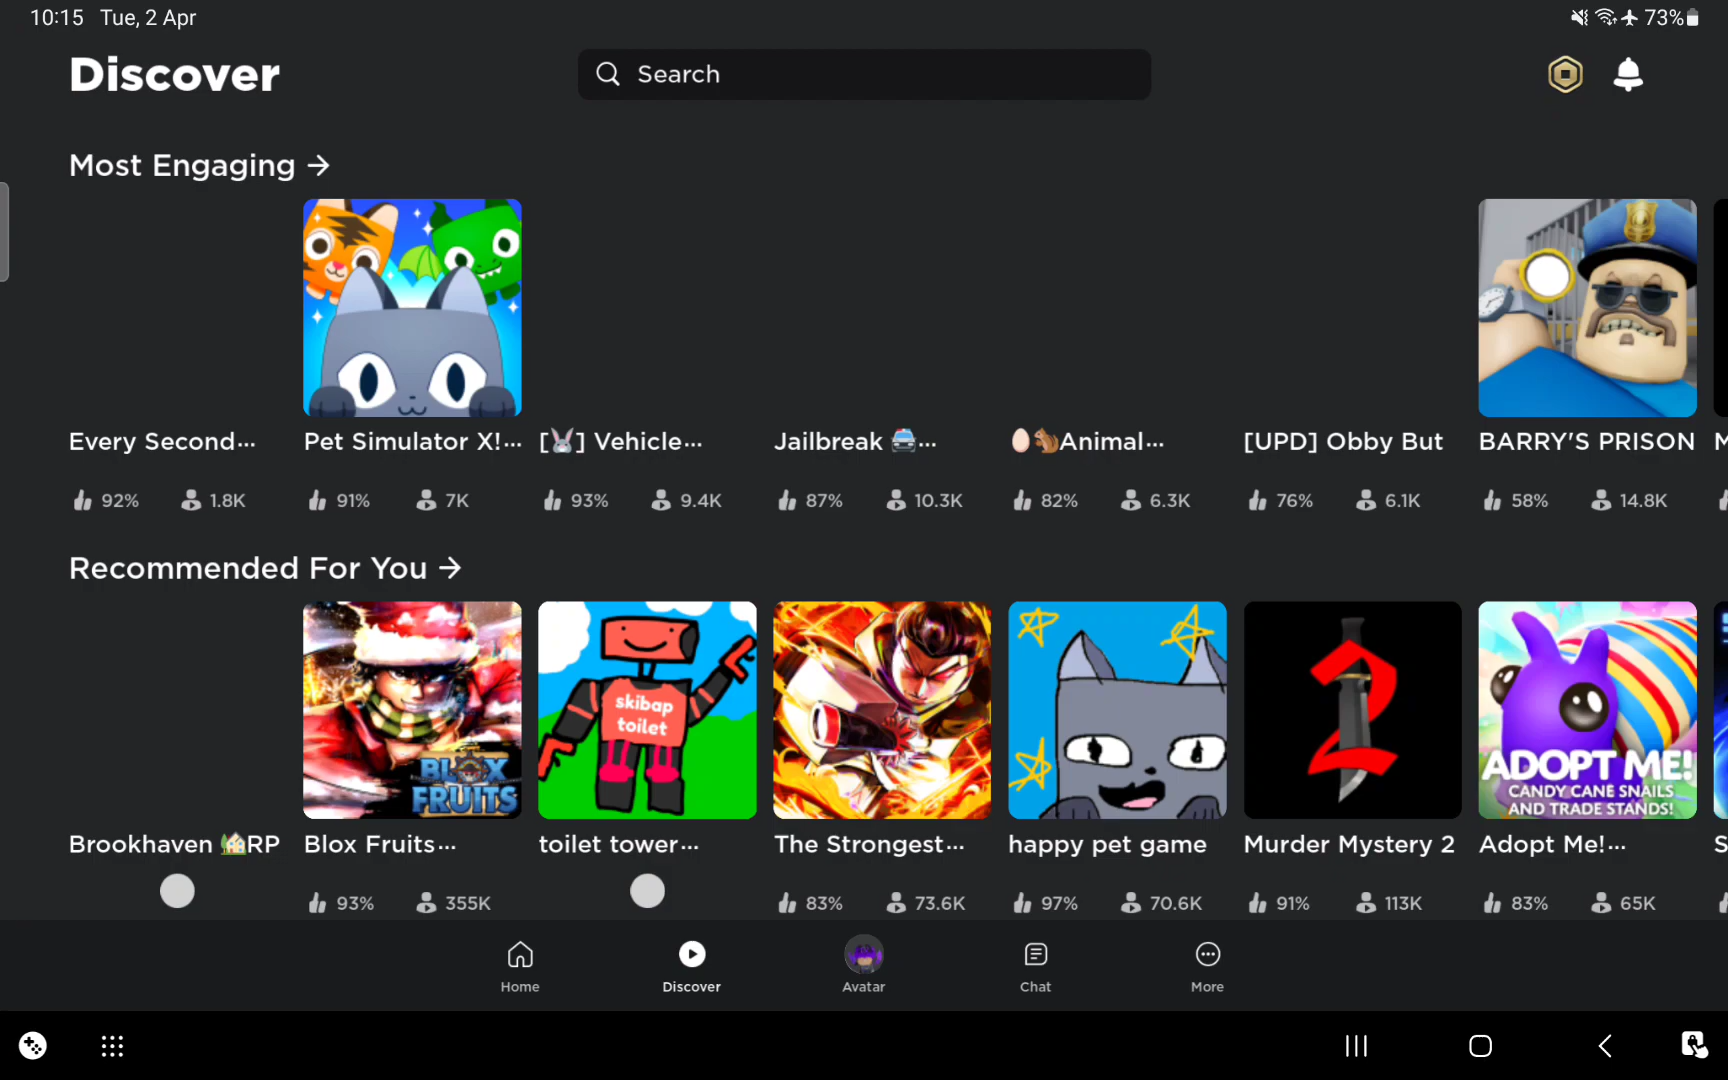 10:15 Tue, 2 Apr 73%
Discover
Search
Most Engaging →
Every Second...
Pet Simulator X!...
[🐰] Vehicle...
Jailbreak 🚔...
🥚🐿️Animal...
[UPD] Obby But
BARRY'S PRISON
M
92% 1.8K
91% 7K
93% 9.4K
87% 10.3K
82% 6.3K
76% 6.1K
58% 14.8K
Recommended For You →
BLOX
FRUITS
skibap
toilet
2
ADOPT ME!
CANDY CANE SNAILS
AND TRADE STANDS!
Brookhaven 🏡RP
Blox Fruits...
toilet tower...
The Strongest...
happy pet game
Murder Mystery 2
Adopt Me!...
S
93% 355K
83% 73.6K
97% 70.6K
91% 113K
83% 65K
Home
Discover
Avatar
Chat
More